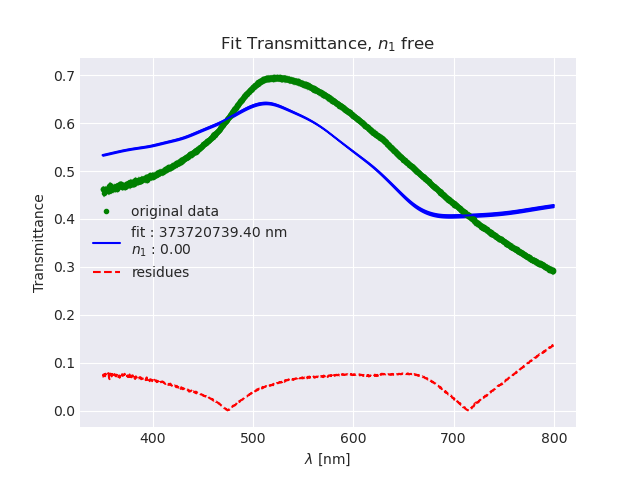 Fit Transmittance, n₁ free
Transmittance
0.7
0.6
0.5
0.4
0.3
0.2
0.1
0.0
original data
fit : 373720739.40 nm
n₁ : 0.00
residues
400 500 600 700 800
λ [nm]